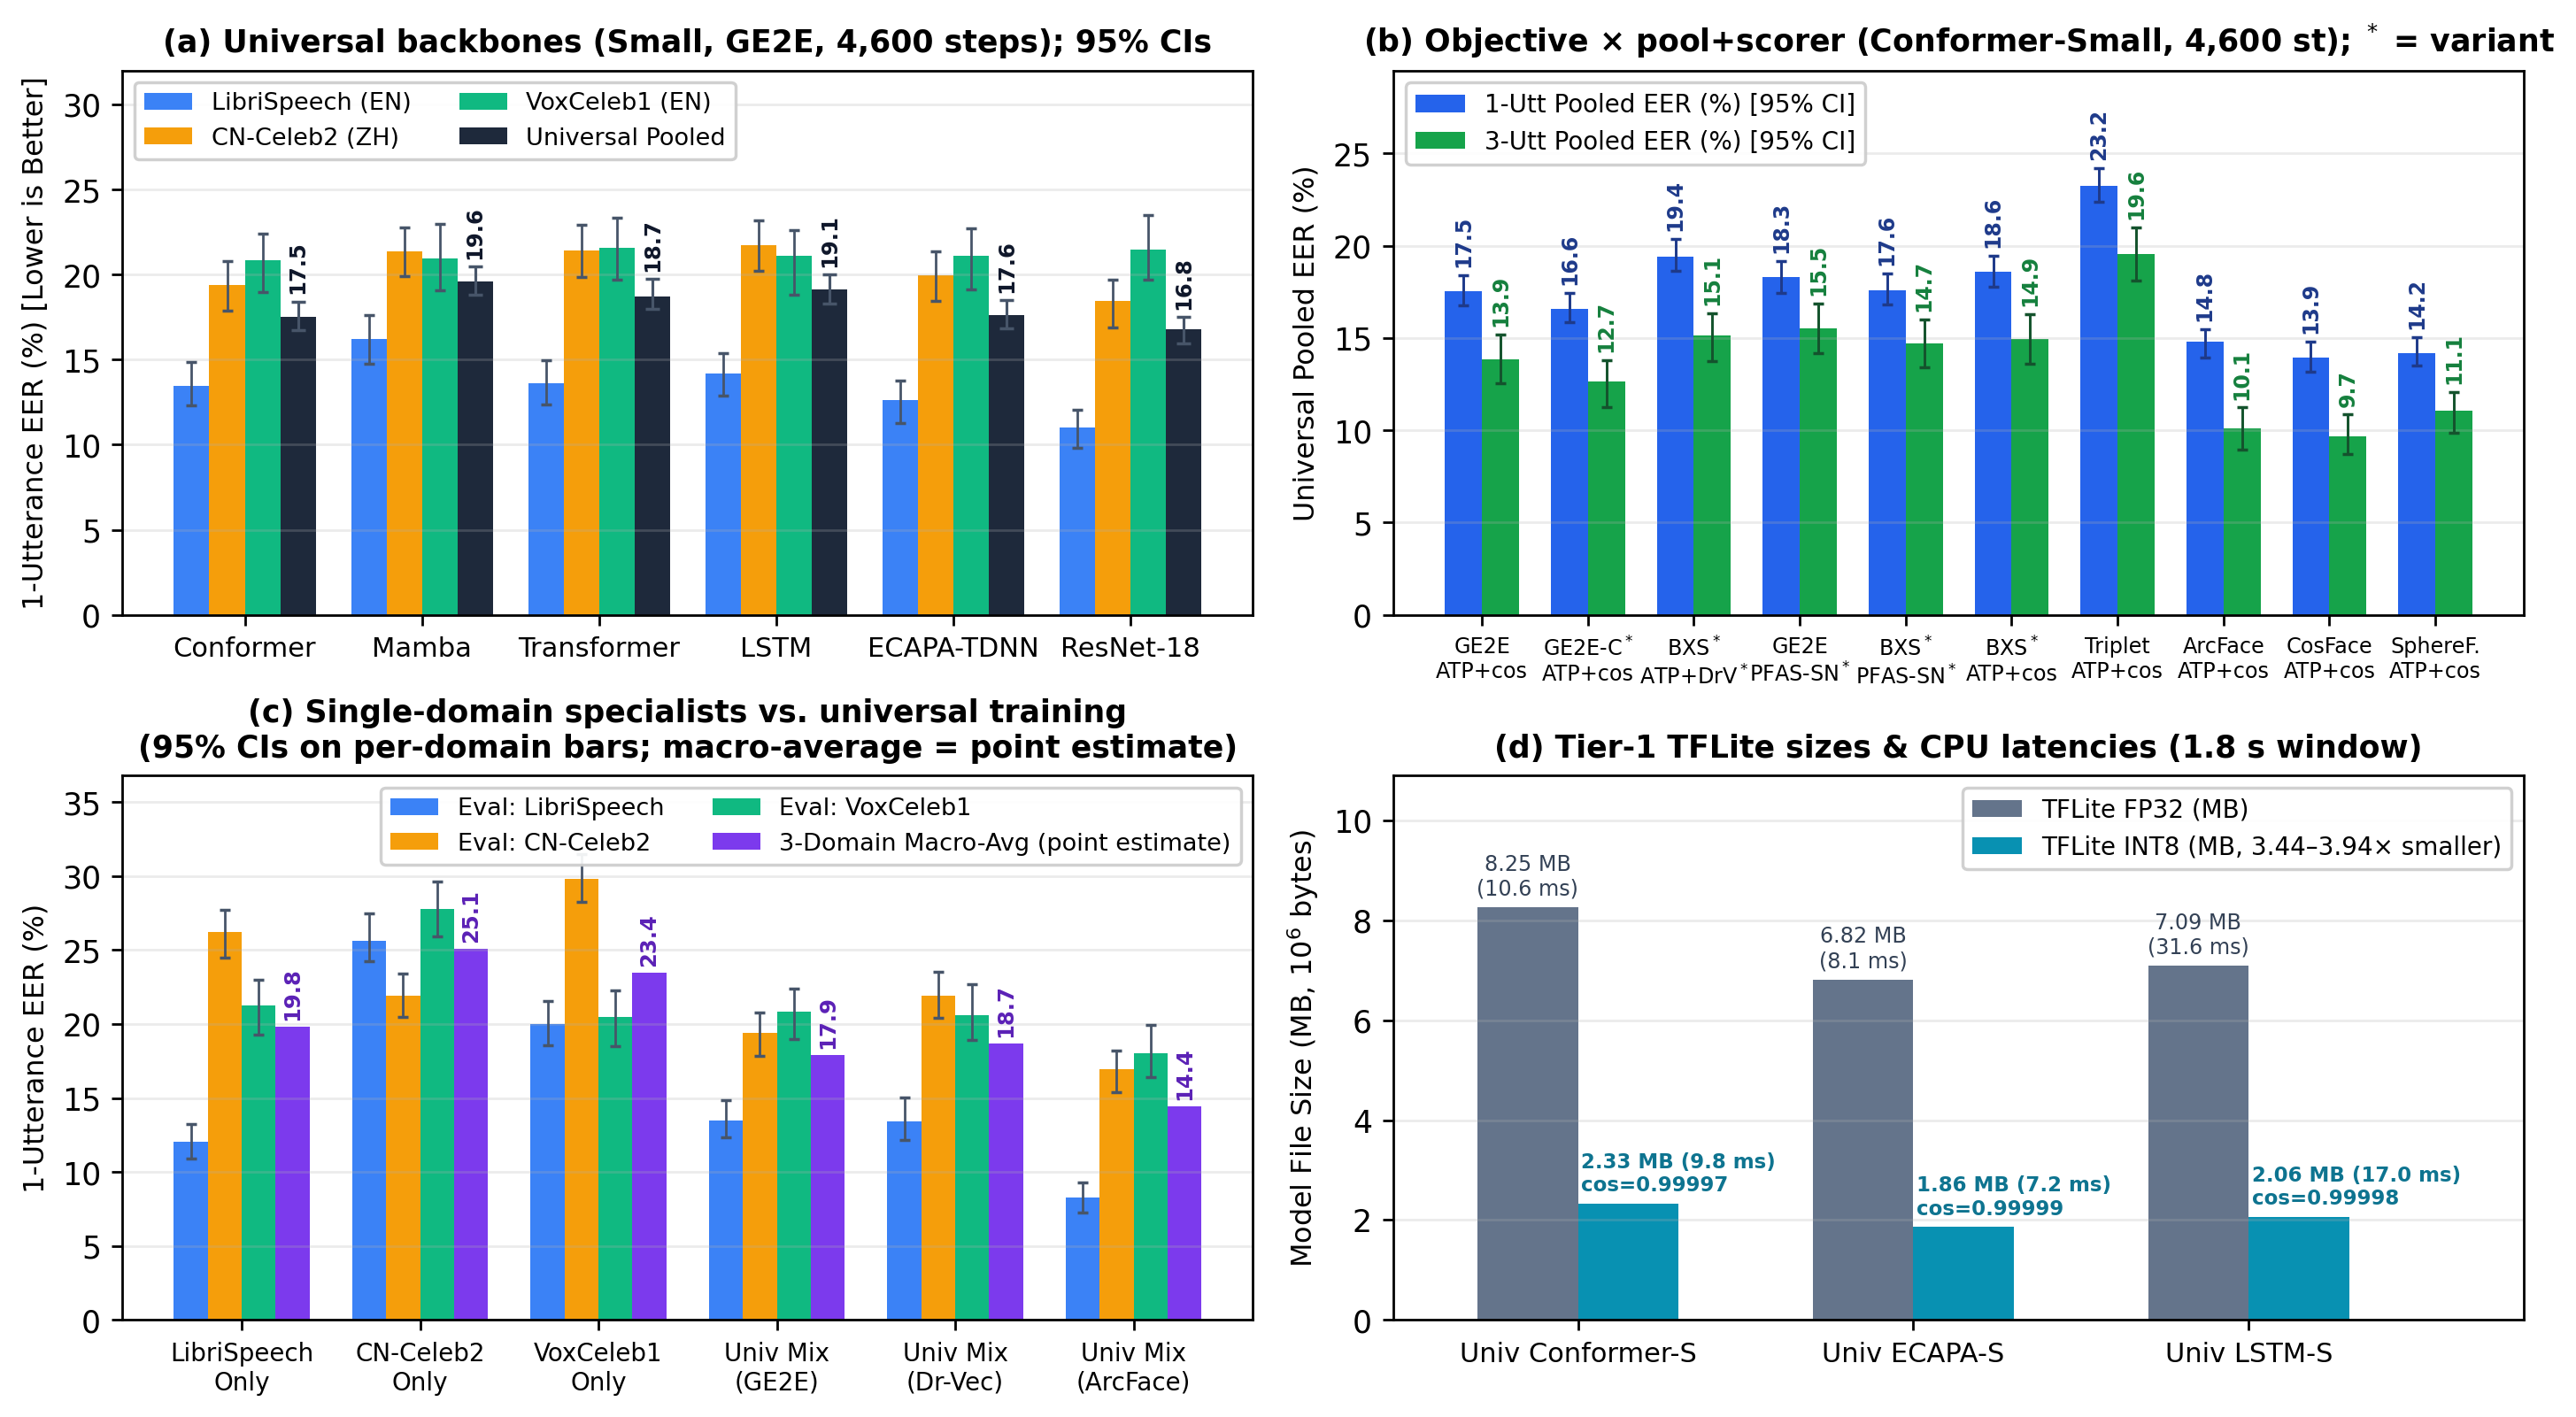 (a) Universal backbones (Small, GE2E, 4,600 steps); 95% CIs
1-Utterance EER (%) [Lower is Better]
30
25
20
15
10
5
0
LibriSpeech (EN)
CN-Celeb2 (ZH)
VoxCeleb1 (EN)
Universal Pooled
17.5
19.6
18.7
19.1
17.6
16.8
Conformer
Mamba
Transformer
LSTM
ECAPA-TDNN
ResNet-18
(b) Objective × pool+scorer (Conformer-Small, 4,600 st); * = variant
Universal Pooled EER (%)
25
20
15
10
5
0
1-Utt Pooled EER (%) [95% CI]
3-Utt Pooled EER (%) [95% CI]
17.5
13.9
16.6
12.7
19.4
15.1
18.3
15.5
17.6
14.7
18.6
14.9
23.2
19.6
14.8
10.1
13.9
9.7
14.2
11.1
GE2E
ATP+cos
GE2E-C*
ATP+cos
BXS*
ATP+DrV*
GE2E
PFAS-SN*
BXS*
PFAS-SN*
BXS*
ATP+cos
Triplet
ATP+cos
ArcFace
ATP+cos
CosFace
ATP+cos
SphereF.
ATP+cos
(c) Single-domain specialists vs. universal training
(95% CIs on per-domain bars; macro-average = point estimate)
1-Utterance EER (%)
35
30
25
20
15
10
5
0
Eval: LibriSpeech
Eval: CN-Celeb2
Eval: VoxCeleb1
3-Domain Macro-Avg (point estimate)
19.8
25.1
23.4
17.9
18.7
14.4
LibriSpeech
Only
CN-Celeb2
Only
VoxCeleb1
Only
Univ Mix
(GE2E)
Univ Mix
(Dr-Vec)
Univ Mix
(ArcFace)
(d) Tier-1 TFLite sizes & CPU latencies (1.8 s window)
Model File Size (MB, 10⁶ bytes)
10
8
6
4
2
0
TFLite FP32 (MB)
TFLite INT8 (MB, 3.44–3.94× smaller)
8.25 MB
(10.6 ms)
2.33 MB (9.8 ms)
cos=0.99997
6.82 MB
(8.1 ms)
1.86 MB (7.2 ms)
cos=0.99999
7.09 MB
(31.6 ms)
2.06 MB (17.0 ms)
cos=0.99998
Univ Conformer-S
Univ ECAPA-S
Univ LSTM-S